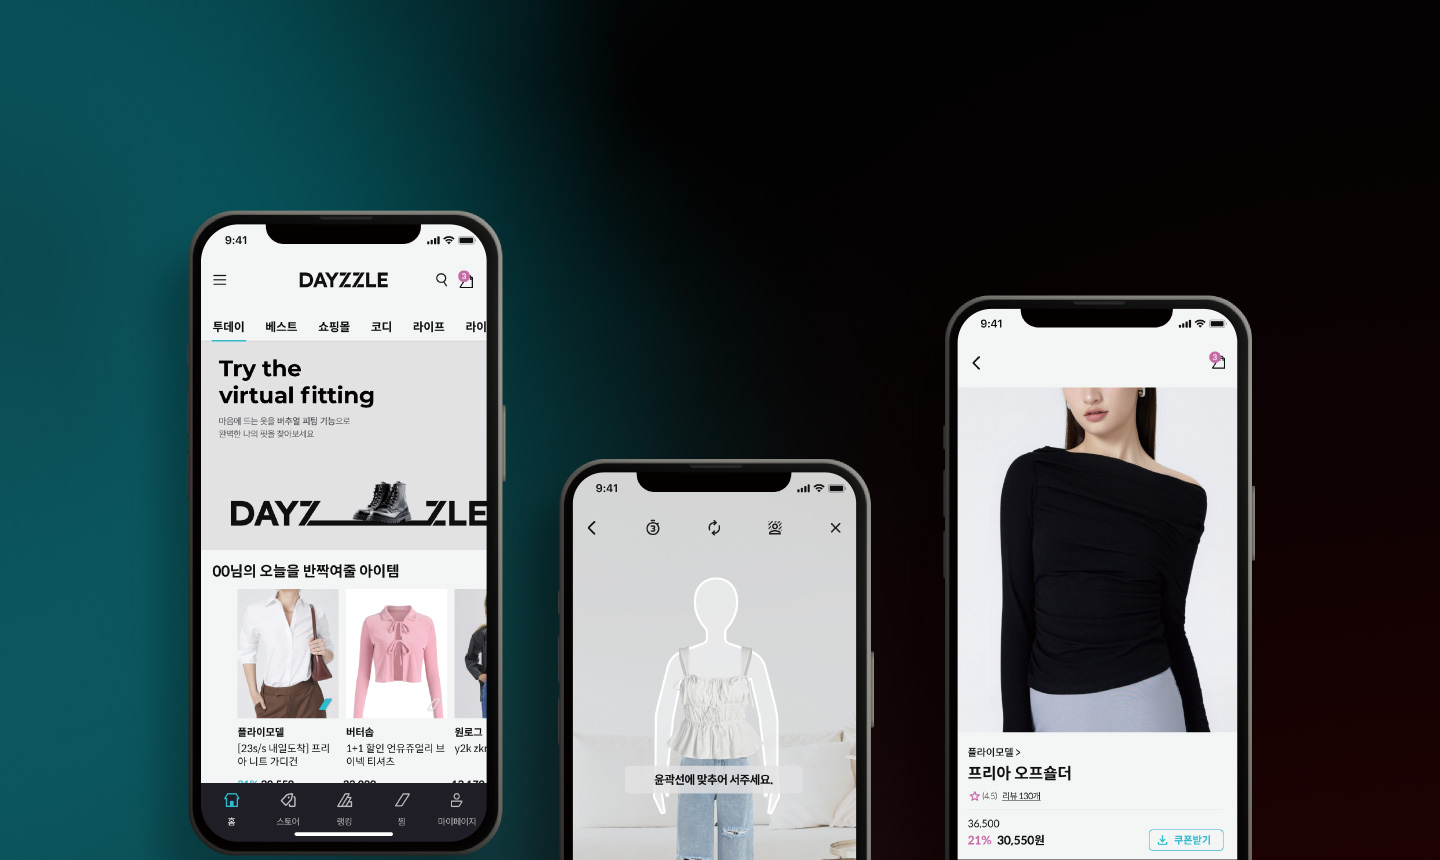 9:41
DAYZZLE
3
투데이 베스트 쇼핑몰 코디 라이프 라이
Try the
virtual fitting
마음에 드는 옷을 버추얼 피팅 기능으로
완벽한 나의 핏을 찾아보세요
DAYZ ZLE
00님의 오늘을 반짝여줄 아이템
플라이모델
[23s/s 내일도착] 프리
아 니트 가디건
버터숍
1+1 할인 언유쥬얼리 브
이넥 티셔츠
원로그
y2k zkr
홈 스토어 랭킹 찜 마이페이지
9:41
3
윤곽선에 맞추어 서주세요.
9:41
3
플라이모델 >
프리아 오프숄더
(4.5) 리뷰 130개
36,500
21% 30,550원
쿠폰받기